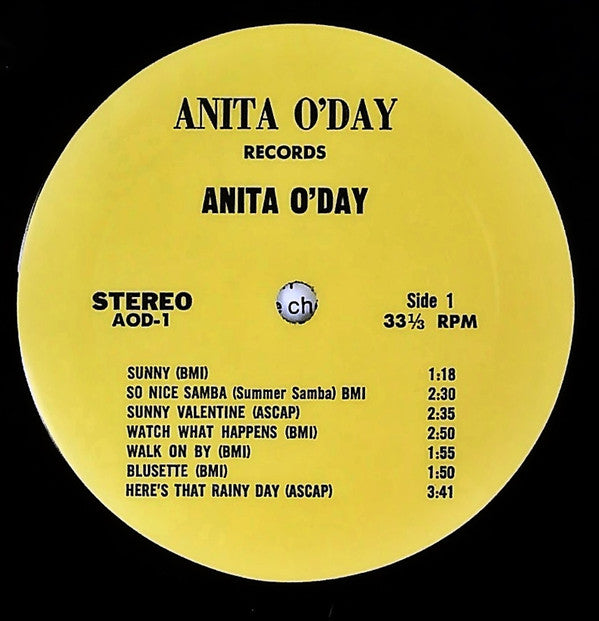 ANITA O'DAY
RECORDS
ANITA O'DAY
STEREO
AOD-1
ch
Side 1
33⅓ RPM
SUNNY (BMI) 1:18
SO NICE SAMBA (Summer Samba) BMI 2:30
SUNNY VALENTINE (ASCAP) 2:35
WATCH WHAT HAPPENS (BMI) 2:50
WALK ON BY (BMI) 1:55
BLUSETTE (BMI) 1:50
HERE'S THAT RAINY DAY (ASCAP) 3:41